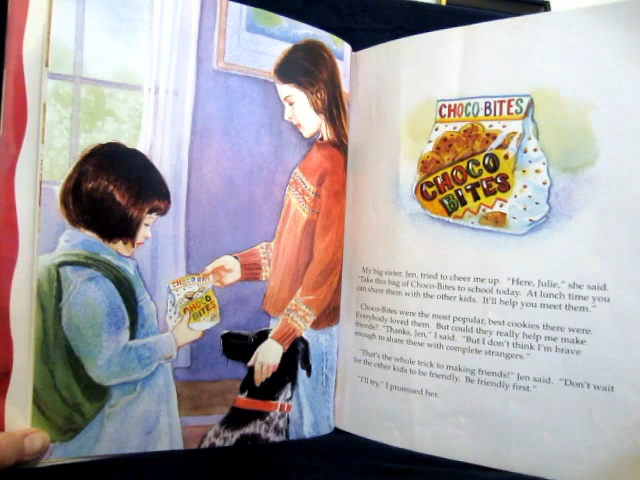 CHOCO-BI
CHOCO
BITES
CHOCO-BITES
CHOCO
BITES
My big sister, Jen, tried to cheer me up. "Here, Julie," she said.
"Take this bag of Choco-Bites to school today. At lunch time you
can share them with the other kids. It'll help you meet them."
Choco-Bites were the most popular, best cookies there were.
Everybody loved them. But could they really help me make
friends? "Thanks, Jen," I said. "But I don't think I'm brave
enough to share these with complete strangers."
"That's the whole trick to making friends!" Jen said. "Don't wait
for the other kids to be friendly. Be friendly first."
"I'll try," I promised her.